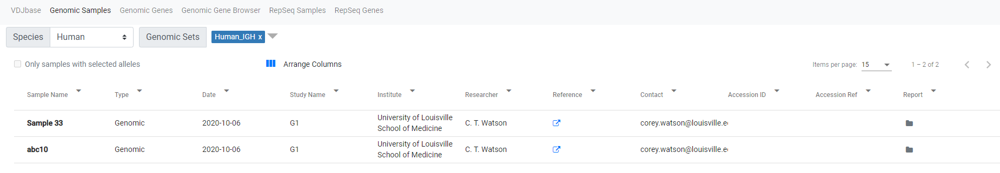 VDJbase Genomic Samples Genomic Genes Genomic Gene Browser RepSeq Samples RepSeq Genes
Species Human Genomic Sets Human_IGH x
Only samples with selected alleles Arrange Columns Items per page: 15 1 – 2 of 2
Sample Name Type Date Study Name Institute Researcher Reference Contact Accession ID Accession Ref Report
Sample 33 Genomic 2020-10-06 G1 University of Louisville School of Medicine C. T. Watson corey.watson@louisville.e
abc10 Genomic 2020-10-06 G1 University of Louisville School of Medicine C. T. Watson corey.watson@louisville.e